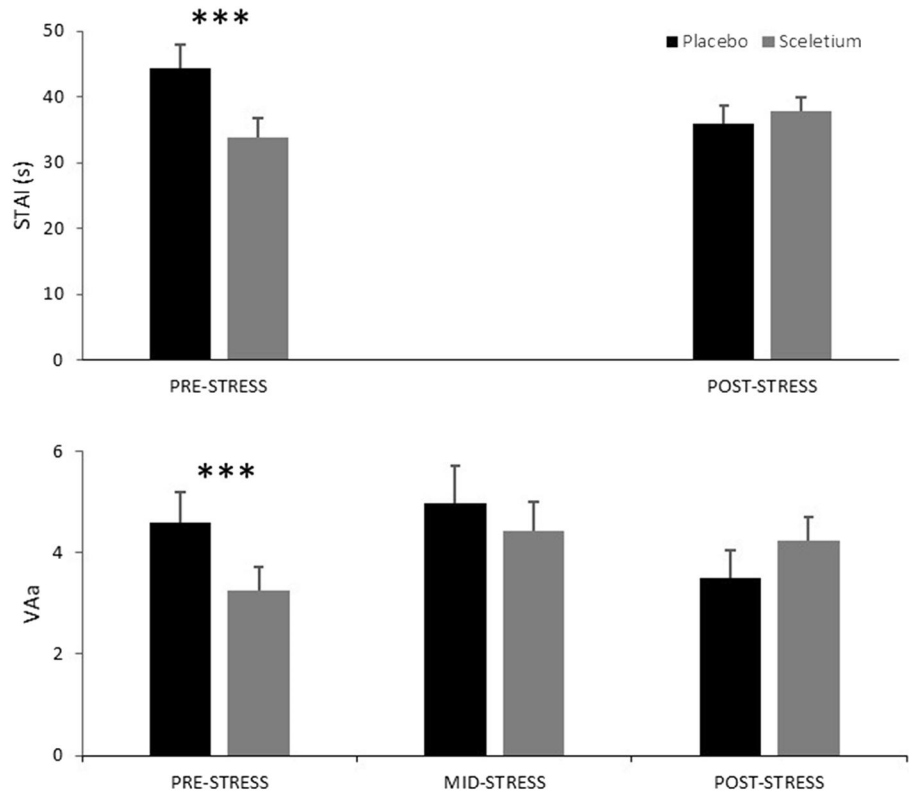 50
***
Placebo Sceletium
40
30
STAI (s)
20
10
0
PRE-STRESS POST-STRESS
6
***
4
VAa
2
0
PRE-STRESS MID-STRESS POST-STRESS